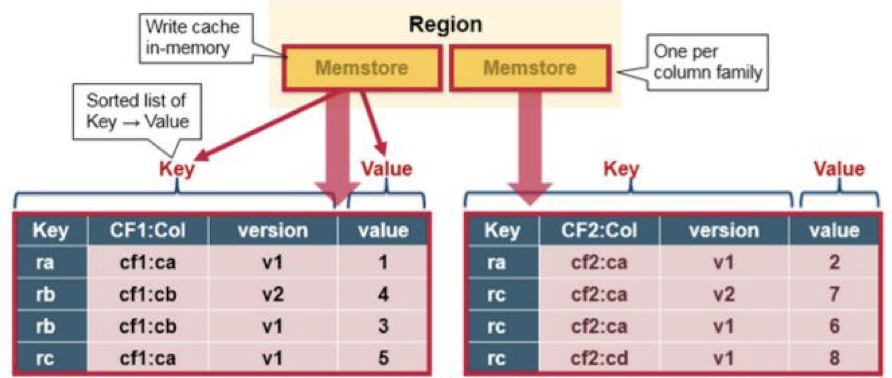 Region
Write cache
in-memory
Memstore
Memstore
One per
column family
Sorted list of
Key → Value
Key Value
Key Value
Key CF1:Col version value
ra cf1:ca v1 1
rb cf1:cb v2 4
rb cf1:cb v1 3
rc cf1:ca v1 5
Key CF2:Col version value
ra cf2:ca v1 2
rc cf2:ca v2 7
rc cf2:ca v1 6
rc cf2:cd v1 8